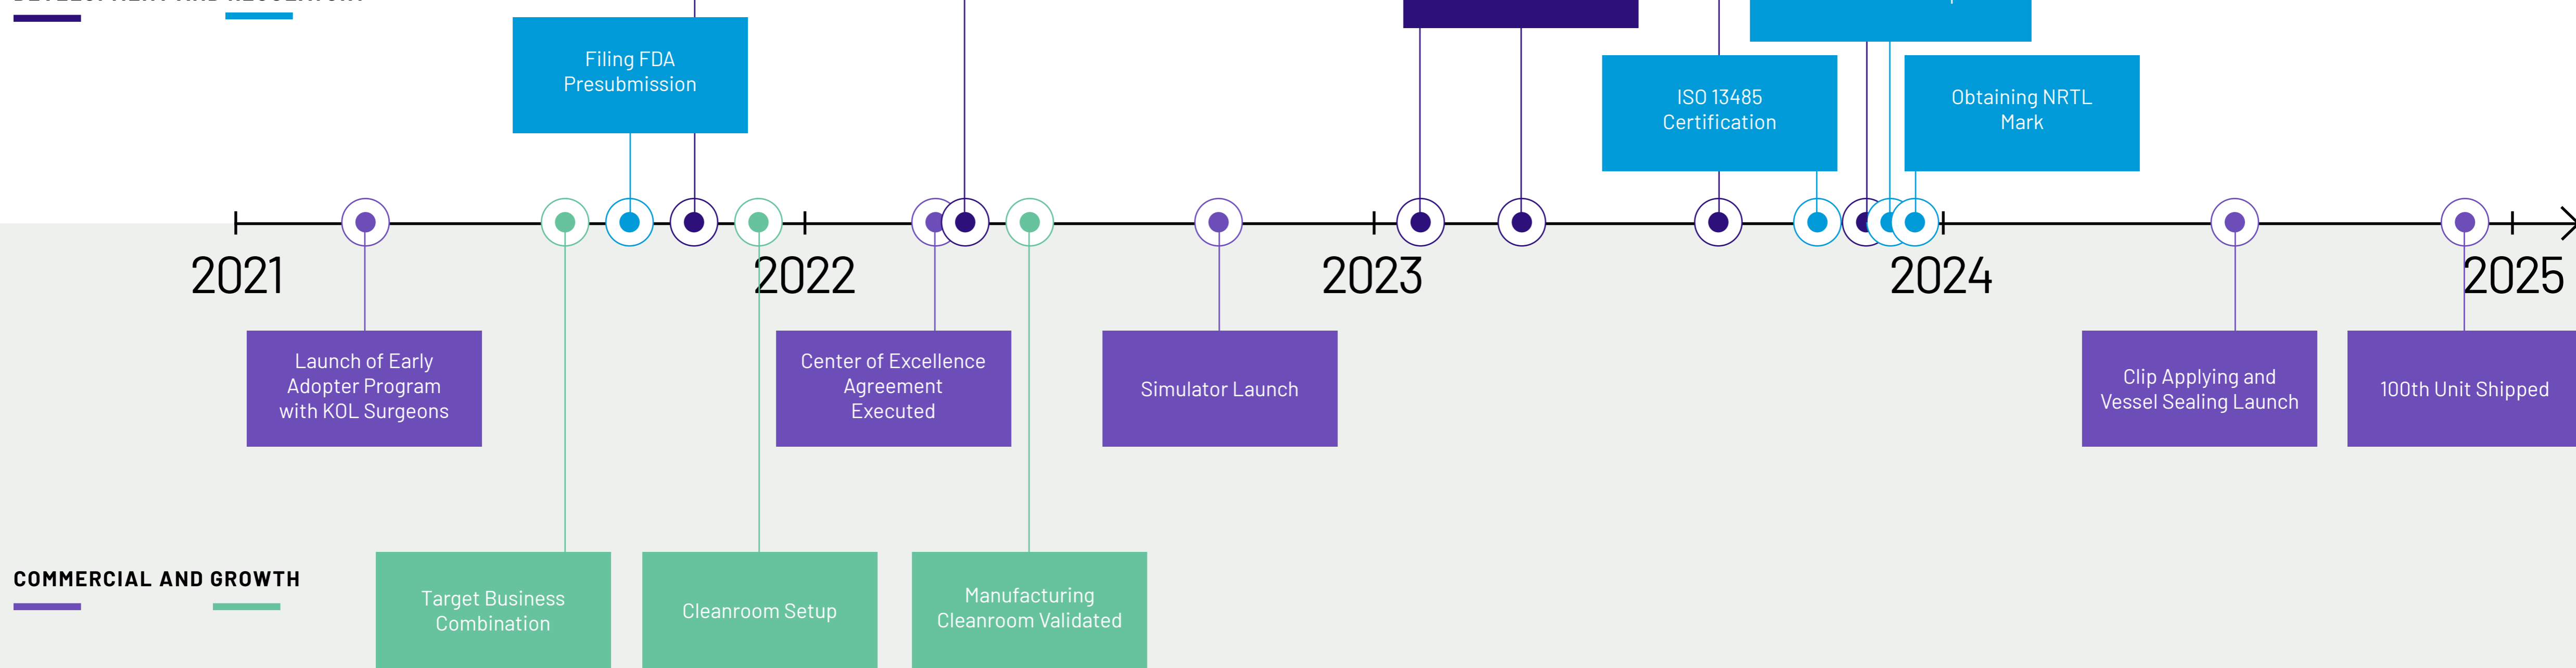 Filing FDA
Presubmission
ISO 13485
Certification
Obtaining NRTL
Mark
2021
2022
2023
2024
2025
Launch of Early
Adopter Program
with KOL Surgeons
Center of Excellence
Agreement
Executed
Simulator Launch
Clip Applying and
Vessel Sealing Launch
100th Unit Shipped
COMMERCIAL AND GROWTH
Target Business
Combination
Cleanroom Setup
Manufacturing
Cleanroom Validated